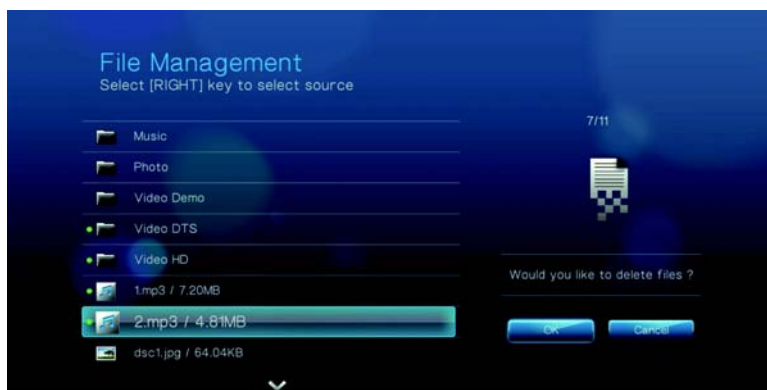 File Management
Select [RIGHT] key to select source
Music
Photo
Video Demo
Video DTS
Video HD
1.mp3 / 7.20MB
2.mp3 / 4.81MB
dsc1.jpg / 64.04KB
7/11
Would you like to delete files ?
OK
Cancel